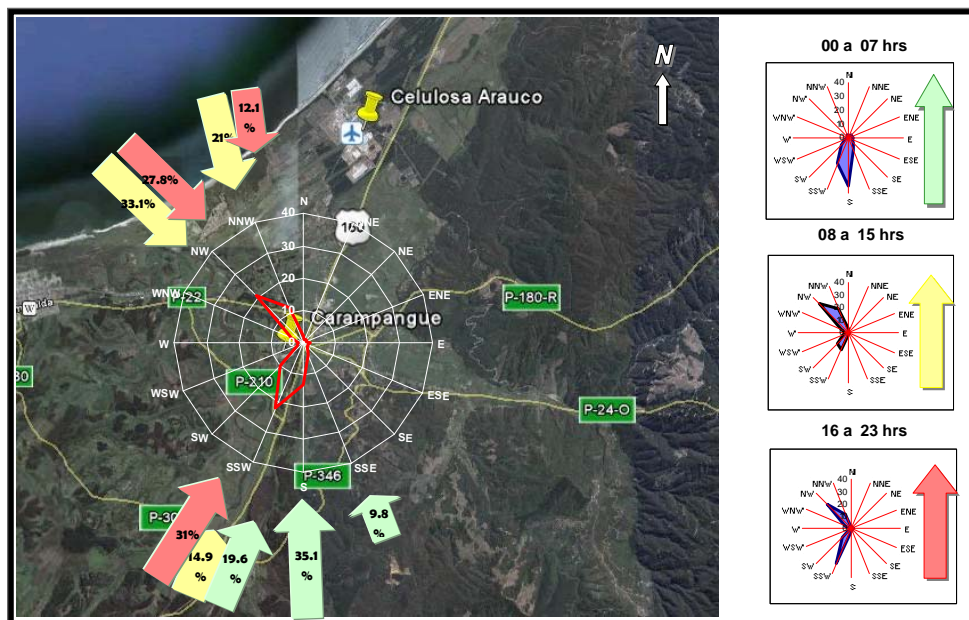 N
Celulosa Arauco
12.1
%
21%
27.8%
33.1%
N
NNW
40
160
NE
NW
30
20
ENE
WNW
P-22
10
P-180-R
W
Carampangue
W
0
E
P-210
WSW
ESE
P-24-O
SW
SE
SSW
SSE
P-346
S
P-30
31%
14.9
%
19.6
%
35.1
%
9.8
%
00 a 07 hrs
N
NNW
40
NNE
NW
30
NE
20
WNW
10
ENE
W
0
E
WSW
ESE
SW
SE
SSW
SSE
S
08 a 15 hrs
N
NNW
40
NNE
NW
30
NE
20
WNW
10
ENE
W
0
E
WSW
ESE
SW
SE
SSW
SSE
S
16 a 23 hrs
N
NNW
40
NNE
NW
30
NE
20
WNW
10
ENE
W
0
E
WSW
ESE
SW
SE
SSW
SSE
S